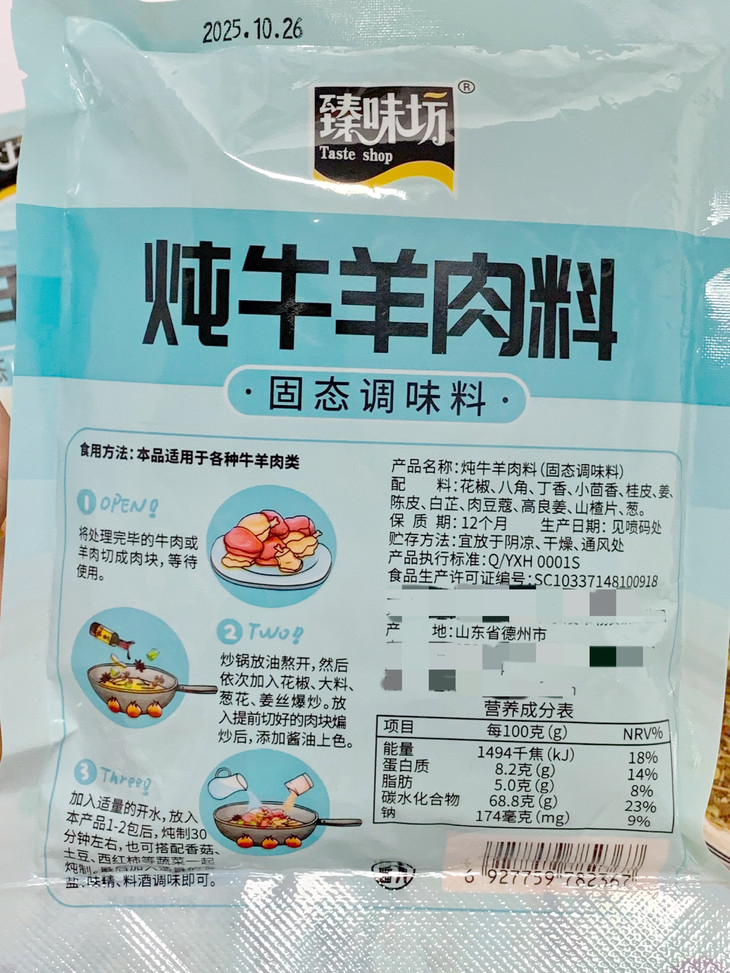 2025.10.26
臻味坊®
Taste shop
炖牛羊肉料
·固态调味料·
食用方法:本品适用于各种牛羊肉类
1 OPEN!
将处理完毕的牛肉或
羊肉切成肉块,等待
使用。
2 TWO!
炒锅放油熬开,然后
依次加入花椒、大料、
葱花、姜丝爆炒。放
入提前切好的肉块煸
炒后,添加酱油上色。
3 Three!
加入适量的开水,放入
本产品1-2包后,炖制30
分钟左右,也可搭配香菇、
土豆、西红柿等蔬菜一起
炖制,最后加入适量的
盐、味精、料酒调味即可。
产品名称:炖牛羊肉料(固态调味料)
配 料:花椒、八角、丁香、小茴香、桂皮、姜、
陈皮、白芷、肉豆蔻、高良姜、山楂片、葱。
保 质 期:12个月 生产日期:见喷码处
贮存方法:宜放于阴凉、干燥、通风处
产品执行标准:Q/YXH 0001S
食品生产许可证编号:SC10337148100918
产 地:山东省德州市
营养成分表
项目 每100克(g) NRV%
能量 1494千焦(kJ) 18%
蛋白质 8.2克(g) 14%
脂肪 5.0克(g) 8%
碳水化合物 68.8克(g) 23%
钠 174毫克(mg) 9%
6 927759 782367